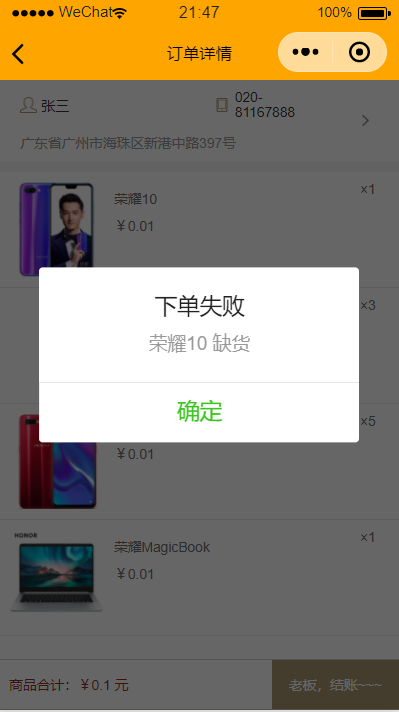 WeChat 21:47 100%
订单详情
张三 020-81167888
广东省广州市海珠区新港中路397号
荣耀10 ×1
￥0.01
×3
下单失败
荣耀10 缺货
确定
×5
￥0.01
HONOR
荣耀MagicBook ×1
￥0.01
商品合计：￥0.1 元 老板，结账~~~